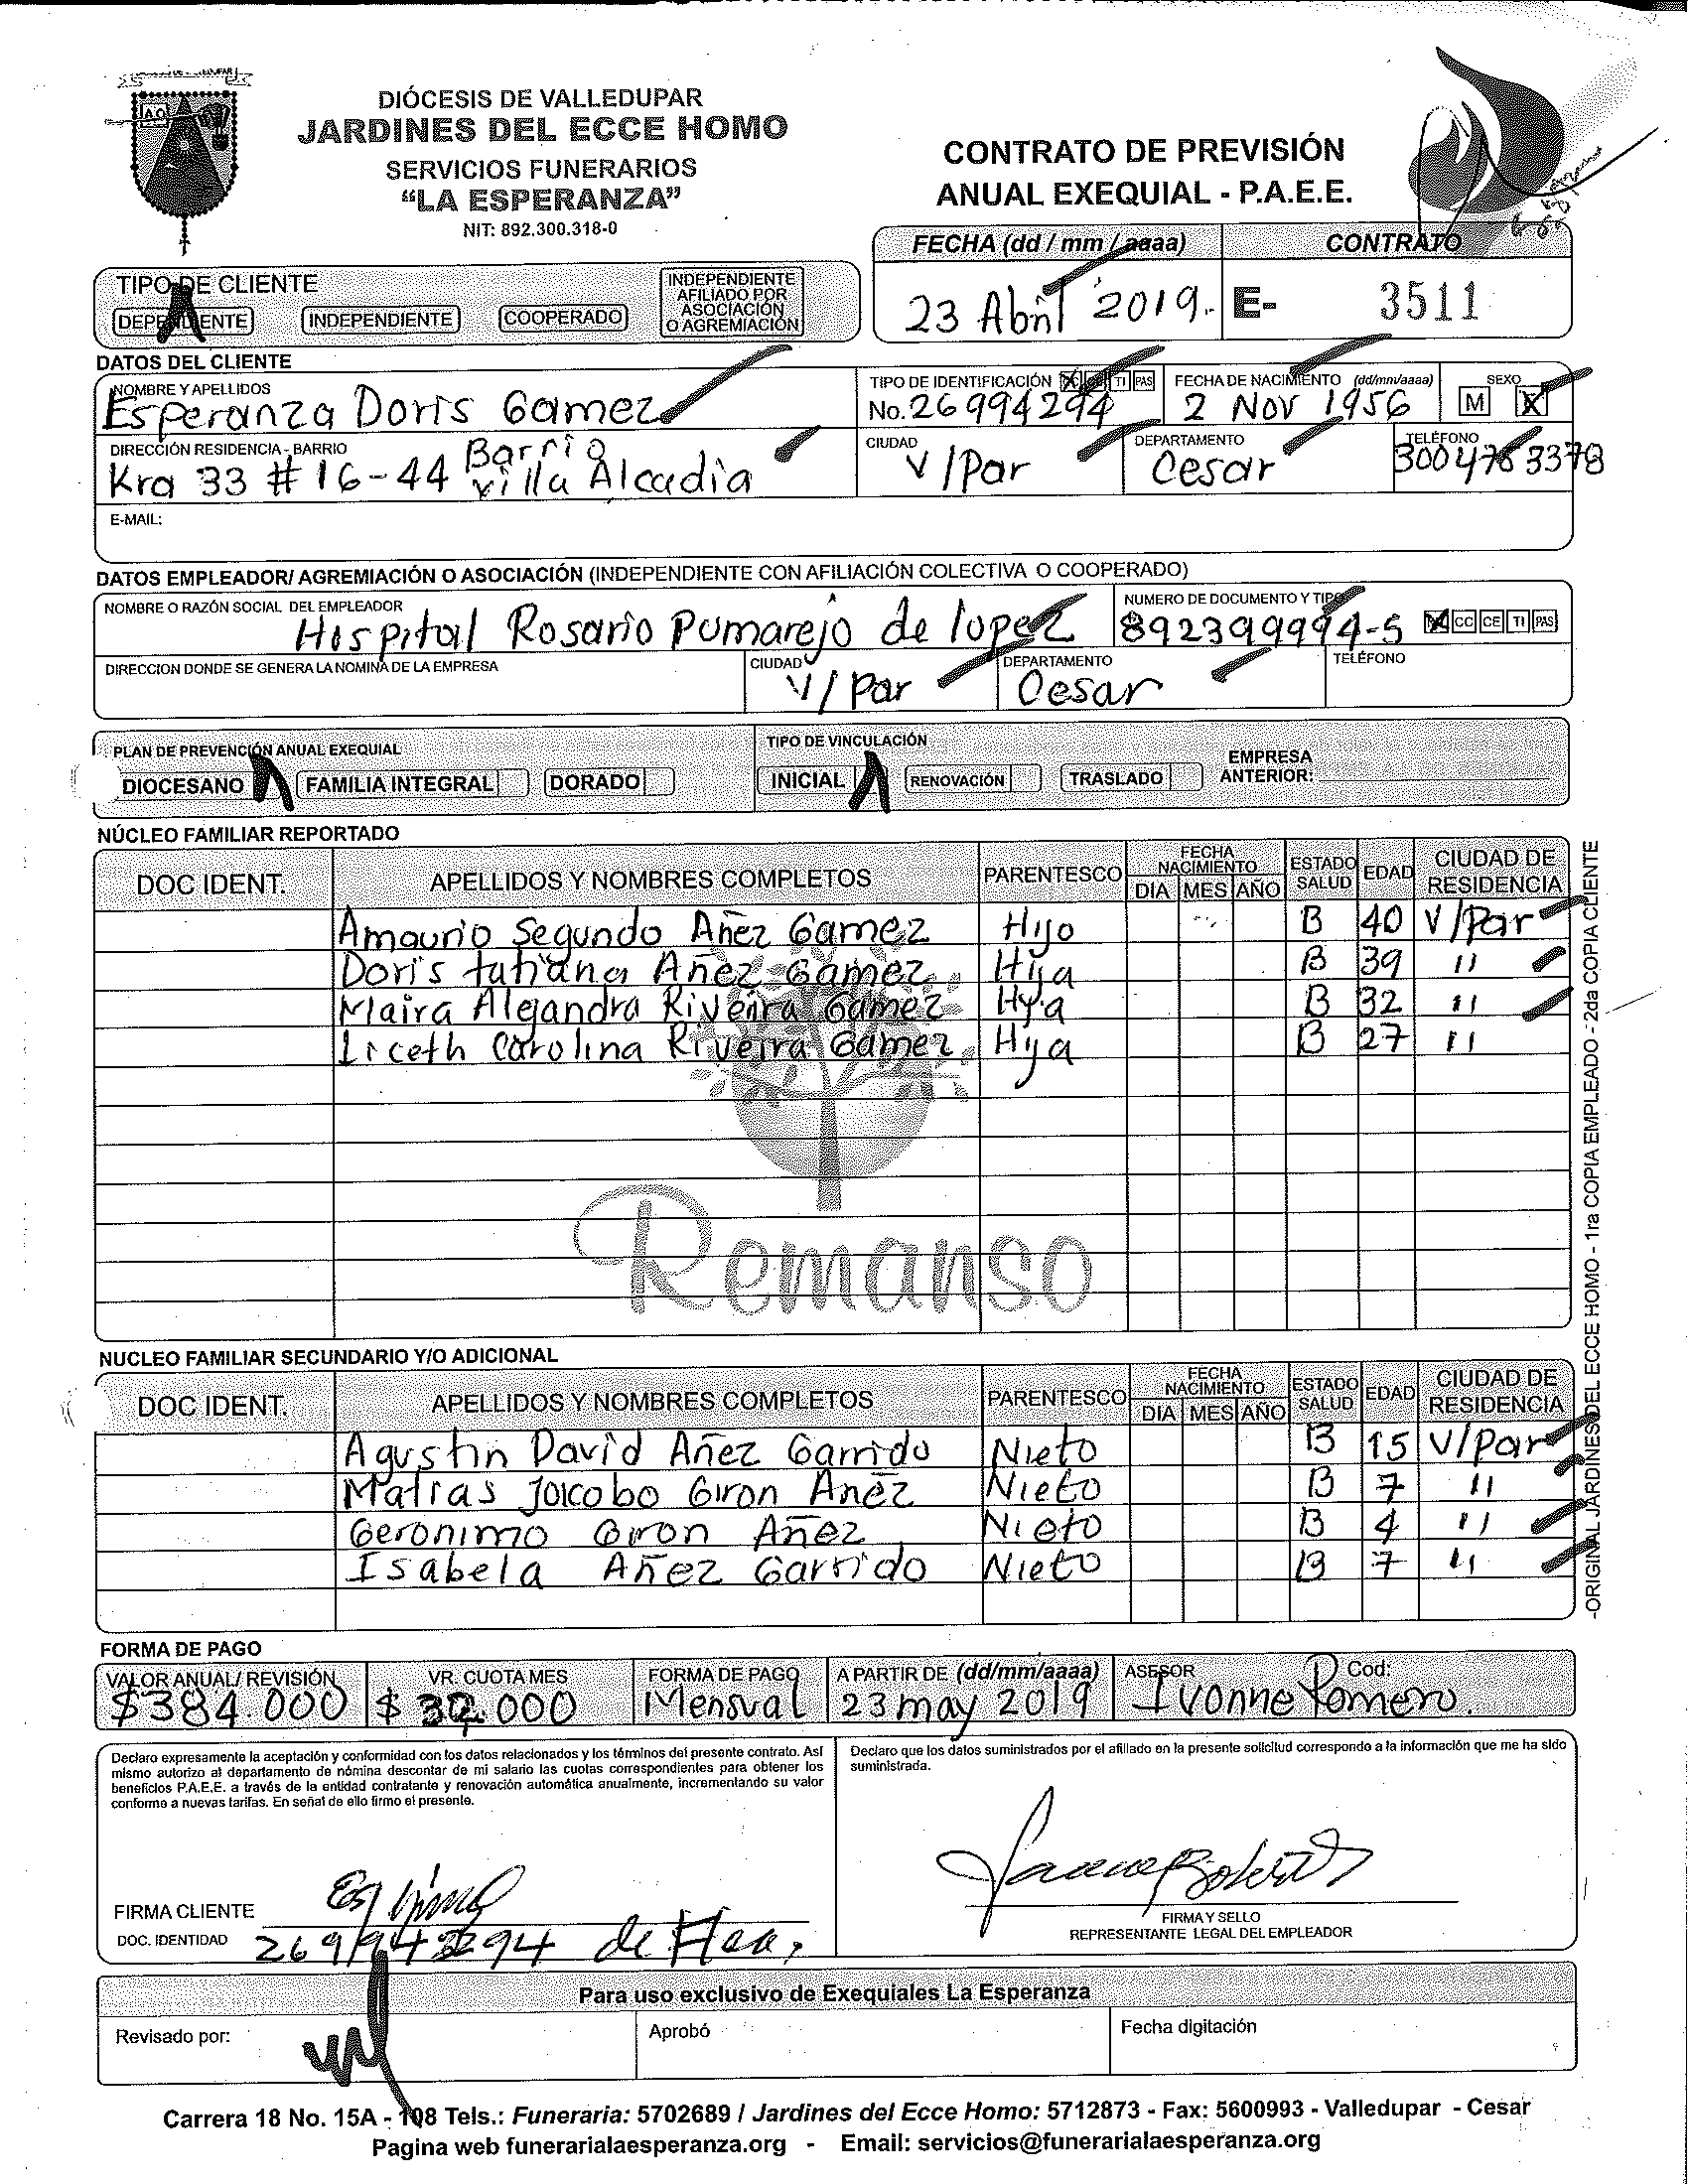 DIÓCESIS DE VALLEDUPAR
JARDINES DEL ECCE HOMO
SERVICIOS FUNERARIOS
“LA ESPERANZA”
NIT: 892.300.318-0
CONTRATO DE PREVISIÓN
ANUAL EXEQUIAL - P.A.E.E.
FECHA (dd / mm / aaaa) CONTRATO
23 Abril 2019. E- 3511
TIPO DE CLIENTE
DEPENDIENTE INDEPENDIENTE COOPERADO INDEPENDIENTE AFILIADO POR ASOCIACIÓN O AGREMIACIÓN
DATOS DEL CLIENTE
NOMBRE Y APELLIDOS TIPO DE IDENTIFICACIÓN TI PAS FECHA DE NACIMIENTO (dd/mm/aaaa) SEXO
Esperanza Doris Gamez No. 26994294 2 Nov 1956 M X
DIRECCIÓN RESIDENCIA - BARRIO CIUDAD DEPARTAMENTO TELÉFONO
Kra 33 # 16-44 Barrio Villa Alcadia V/Par Cesar 3004763378
E-MAIL:
DATOS EMPLEADOR/ AGREMIACIÓN O ASOCIACIÓN (INDEPENDIENTE CON AFILIACIÓN COLECTIVA O COOPERADO)
NOMBRE O RAZÓN SOCIAL DEL EMPLEADOR NUMERO DE DOCUMENTO Y TIPO
Hospital Rosario Pumarejo de lopez 892399994-5 CC CE TI PAS
DIRECCION DONDE SE GENERA LA NOMINA DE LA EMPRESA CIUDAD DEPARTAMENTO TELÉFONO
V/Par Cesar
PLAN DE PREVENCIÓN ANUAL EXEQUIAL TIPO DE VINCULACIÓN
DIOCESANO FAMILIA INTEGRAL DORADO INICIAL RENOVACIÓN TRASLADO EMPRESA ANTERIOR:
NÚCLEO FAMILIAR REPORTADO
DOC IDENT. APELLIDOS Y NOMBRES COMPLETOS PARENTESCO FECHA NACIMIENTO DIA MES AÑO ESTADO SALUD EDAD CIUDAD DE RESIDENCIA
Amaurio Segundo Añez Gamez Hijo B 40 V/Par
Doris tatiana Añez Gamez Hija B 39 "
Maira Alejandra Riveira Gamez Hija B 32 "
Liceth Carolina Riveira Gamez Hija B 27 "
Remanso
NUCLEO FAMILIAR SECUNDARIO Y/O ADICIONAL
DOC IDENT. APELLIDOS Y NOMBRES COMPLETOS PARENTESCO FECHA NACIMIENTO DIA MES AÑO ESTADO SALUD EDAD CIUDAD DE RESIDENCIA
Agustin David Añez Garrido Nieto B 15 V/Par
Matias Jacobo Giron Añez Nieto B 7 "
Geronimo Giron Añez Nieto B 4 "
Isabela Añez Garrido Nieto B 7 "
-ORIGINAL JARDINES DEL ECCE HOMO - 1ra COPIA EMPLEADO - 2da COPIA CLIENTE
FORMA DE PAGO
VALOR ANUAL/ REVISIÓN VR. CUOTA MES FORMA DE PAGO A PARTIR DE (dd/mm/aaaa) ASESOR Cod:
$384.000 $ 32.000 Mensual 23 may 2019 Ivonne Romero.
Declaro expresamente la aceptación y conformidad con los datos relacionados y los términos del presente contrato. Así
mismo autorizo al departamento de nómina descontar de mi salario las cuotas correspondientes para obtener los
beneficios P.A.E.E. a través de la entidad contratante y renovación automática anualmente, incrementando su valor
conforme a nuevas tarifas. En señal de ello firmo el presente.
Declaro que los datos suministrados por el afiliado en la presente solicitud corresponde a la información que me ha sido
suministrada.
FIRMA CLIENTE
DOC. IDENTIDAD
FIRMA Y SELLO
REPRESENTANTE LEGAL DEL EMPLEADOR
Para uso exclusivo de Exequiales La Esperanza
Revisado por: Aprobó Fecha digitación
Carrera 18 No. 15A - 108 Tels.: Funeraria: 5702689 / Jardines del Ecce Homo: 5712873 - Fax: 5600993 - Valledupar - Cesar
Pagina web funerarialaesperanza.org - Email: servicios@funerarialaesperanza.org